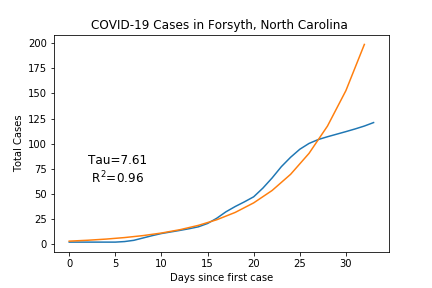 COVID-19 Cases in Forsyth, North Carolina
200
175
150
125
100
75
50
25
0
Total Cases
Tau=7.61
R²=0.96
0 5 10 15 20 25 30
Days since first case